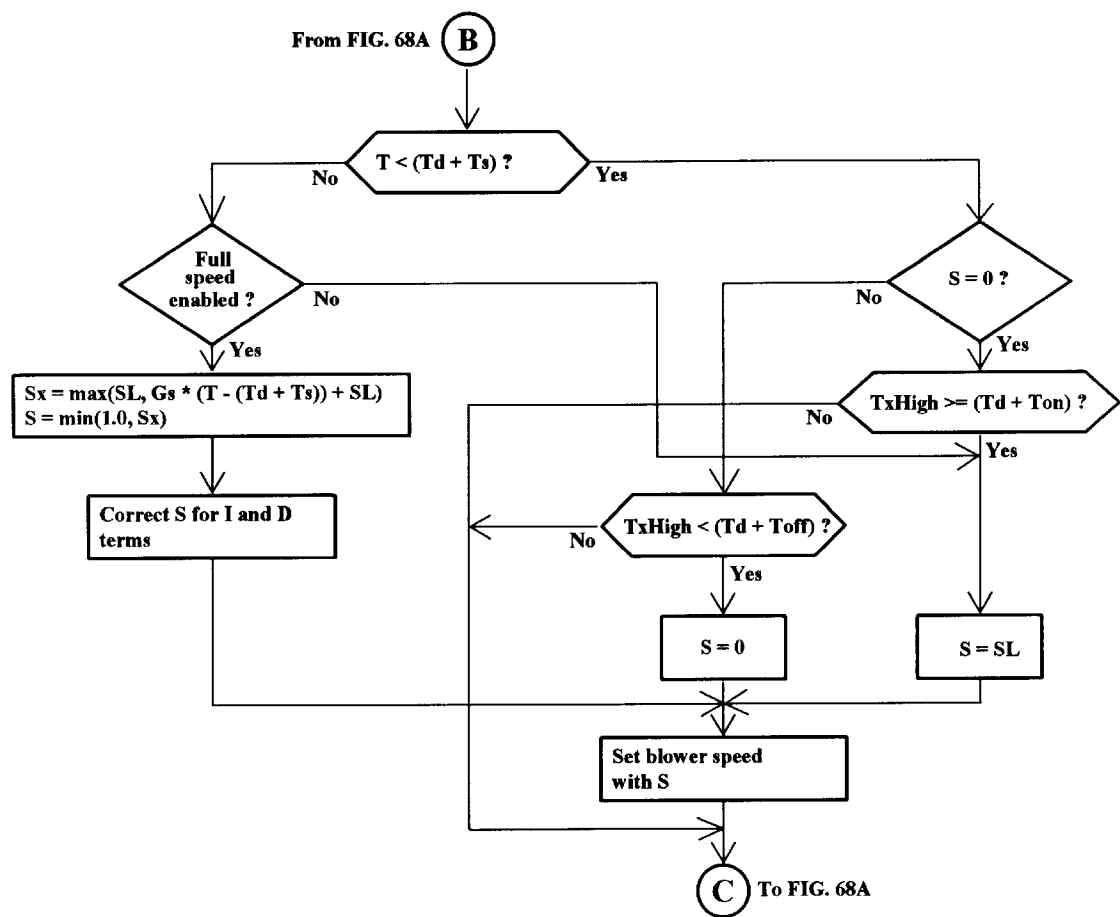 From FIG. 68A
B
T < (Td + Ts) ?
No
Yes
Full
speed
enabled ?
No
Yes
S = 0 ?
No
Yes
Sx = max(SL, Gs * (T - (Td + Ts)) + SL)
S = min(1.0, Sx)
TxHigh >= (Td + Ton) ?
No
Yes
Correct S for I and D
terms
TxHigh < (Td + Toff) ?
No
Yes
S = 0
S = SL
Set blower speed
with S
C
To FIG. 68A